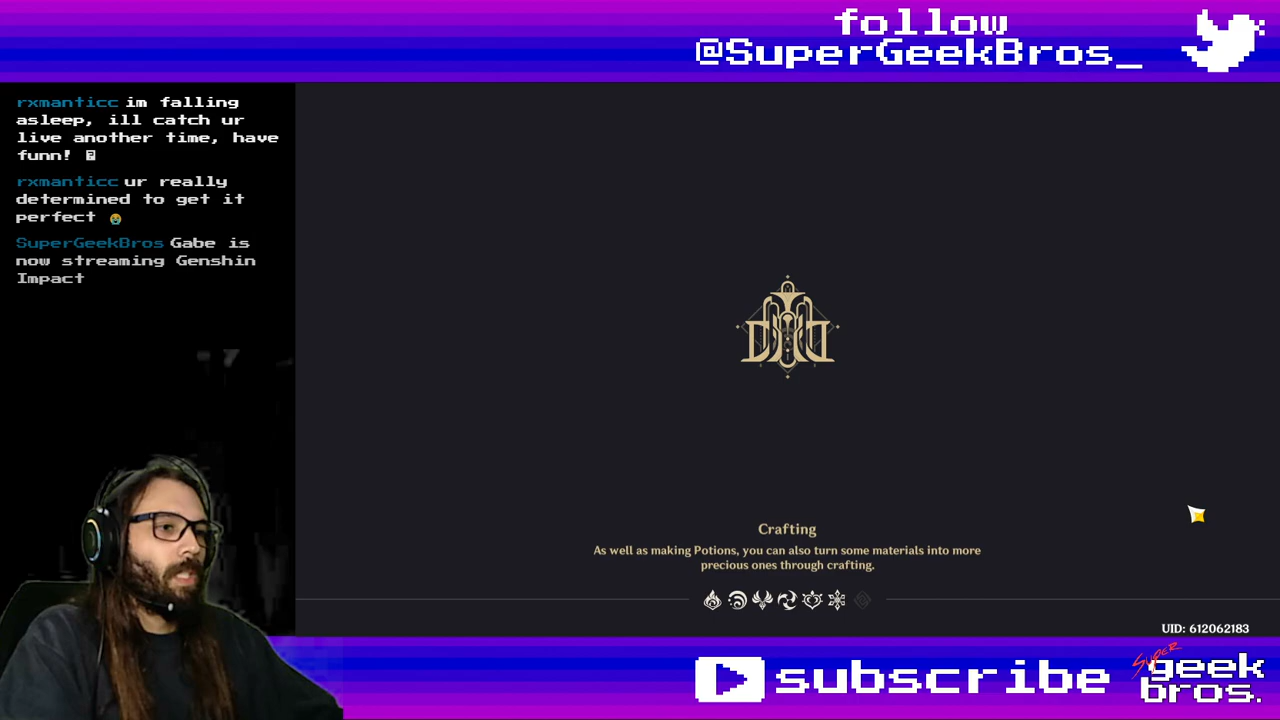 follow
@SuperGeekBros_
rxmanticc im falling
asleep, ill catch ur
live another time, have
funn!
rxmanticc ur really
determined to get it
perfect 😭
SuperGeekBros Gabe is
now streaming Genshin
Impact
Crafting
As well as making Potions, you can also turn some materials into more
precious ones through crafting.
UID: 612062183
subscribe
SUPER
geek
bros.